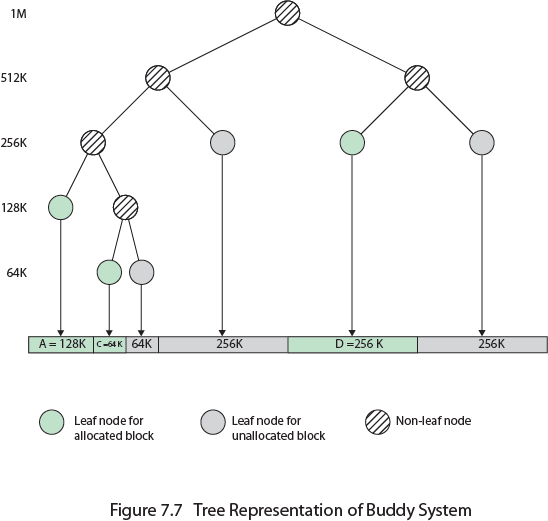 1M
512K
256K
128K
64K
A = 128K C =64 K 64K 256K D =256 K 256K
Leaf node for
allocated block
Leaf node for
unallocated block
Non-leaf node
Figure 7.7 Tree Representation of Buddy System